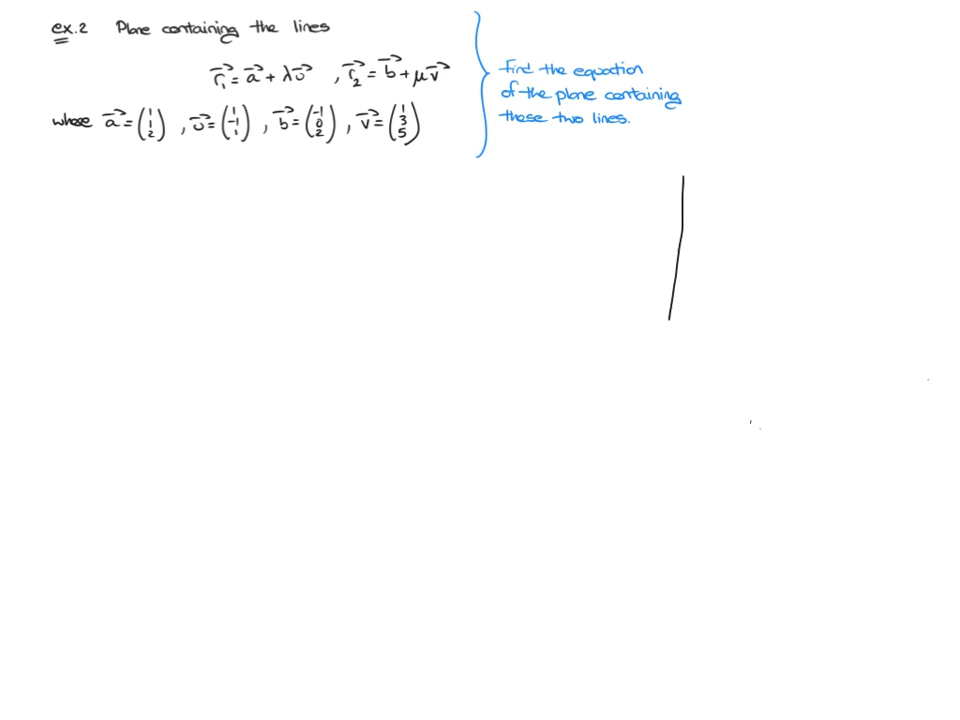 ex.2 Plane containing the lines
r₁⃗ = a⃗ + λu⃗ , r₂⃗ = b⃗ + μv⃗
where a⃗ = (1 1 2) , u⃗ = (1 -1 1) , b⃗ = (-1 0 2) , v⃗ = (1 3 5)
Find the equation
of the plane containing
these two lines.